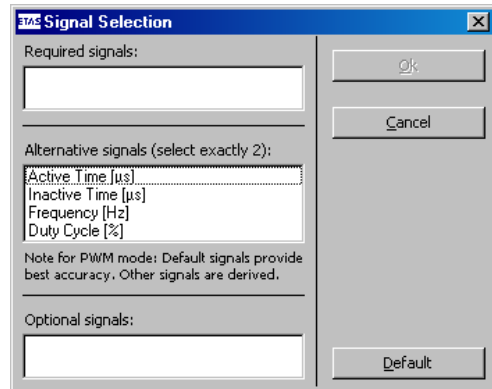 ETAS Signal Selection
Required signals:
Ok
Cancel
Alternative signals (select exactly 2):
Active Time [µs]
Inactive Time [µs]
Frequency [Hz]
Duty Cycle [%]
Note for PWM mode: Default signals provide
best accuracy. Other signals are derived.
Optional signals:
Default